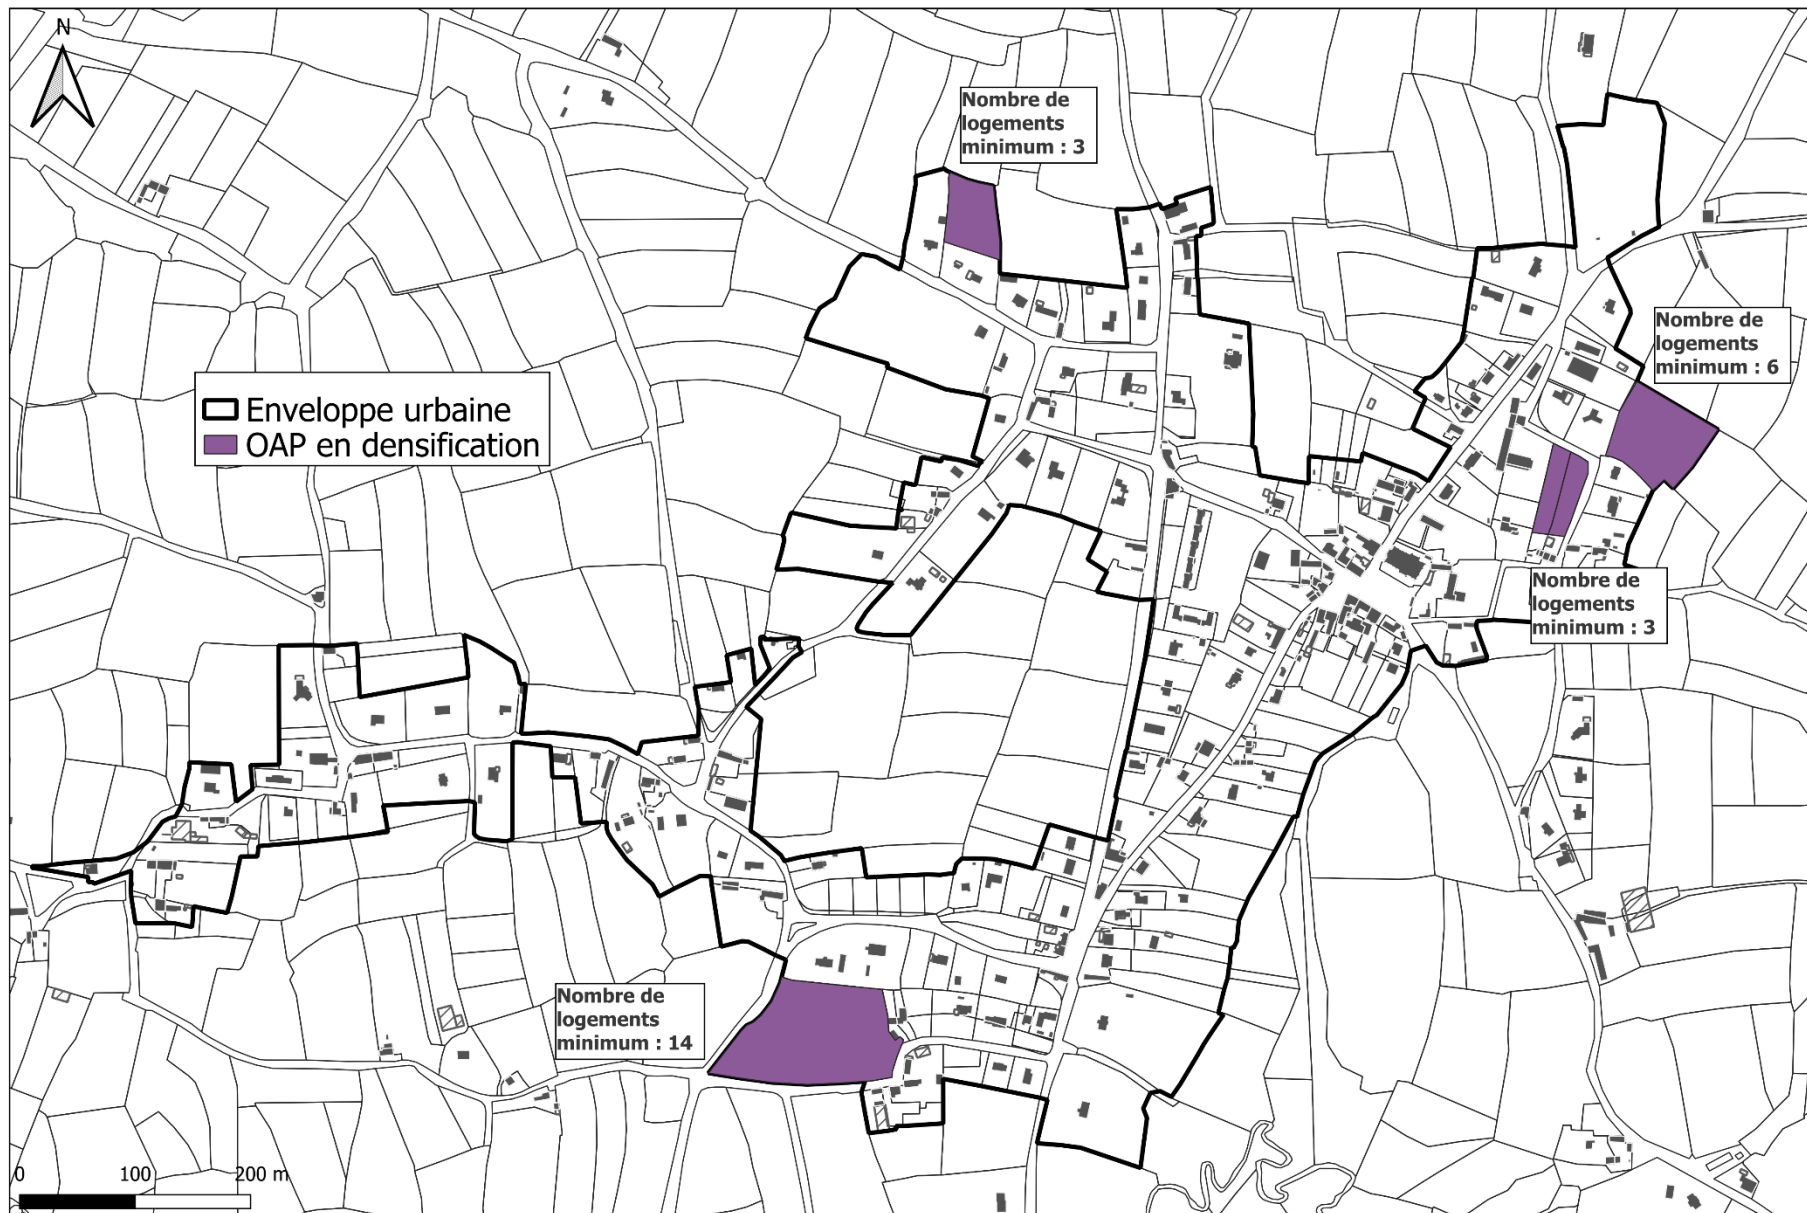 N
Nombre de
logements
minimum : 3
Nombre de
logements
minimum : 6
Enveloppe urbaine
OAP en densification
Nombre de
logements
minimum : 3
Nombre de
logements
minimum : 14
0 100 200 m